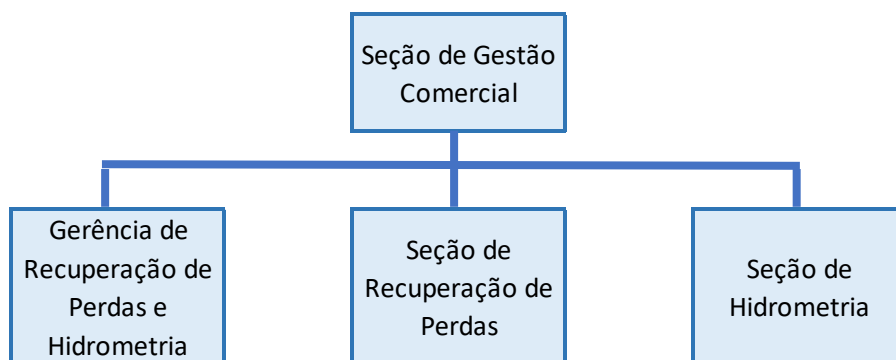 Seção de Gestão
Comercial
Gerência de
Recuperação de
Perdas e
Hidrometria
Seção de
Recuperação de
Perdas
Seção de
Hidrometria